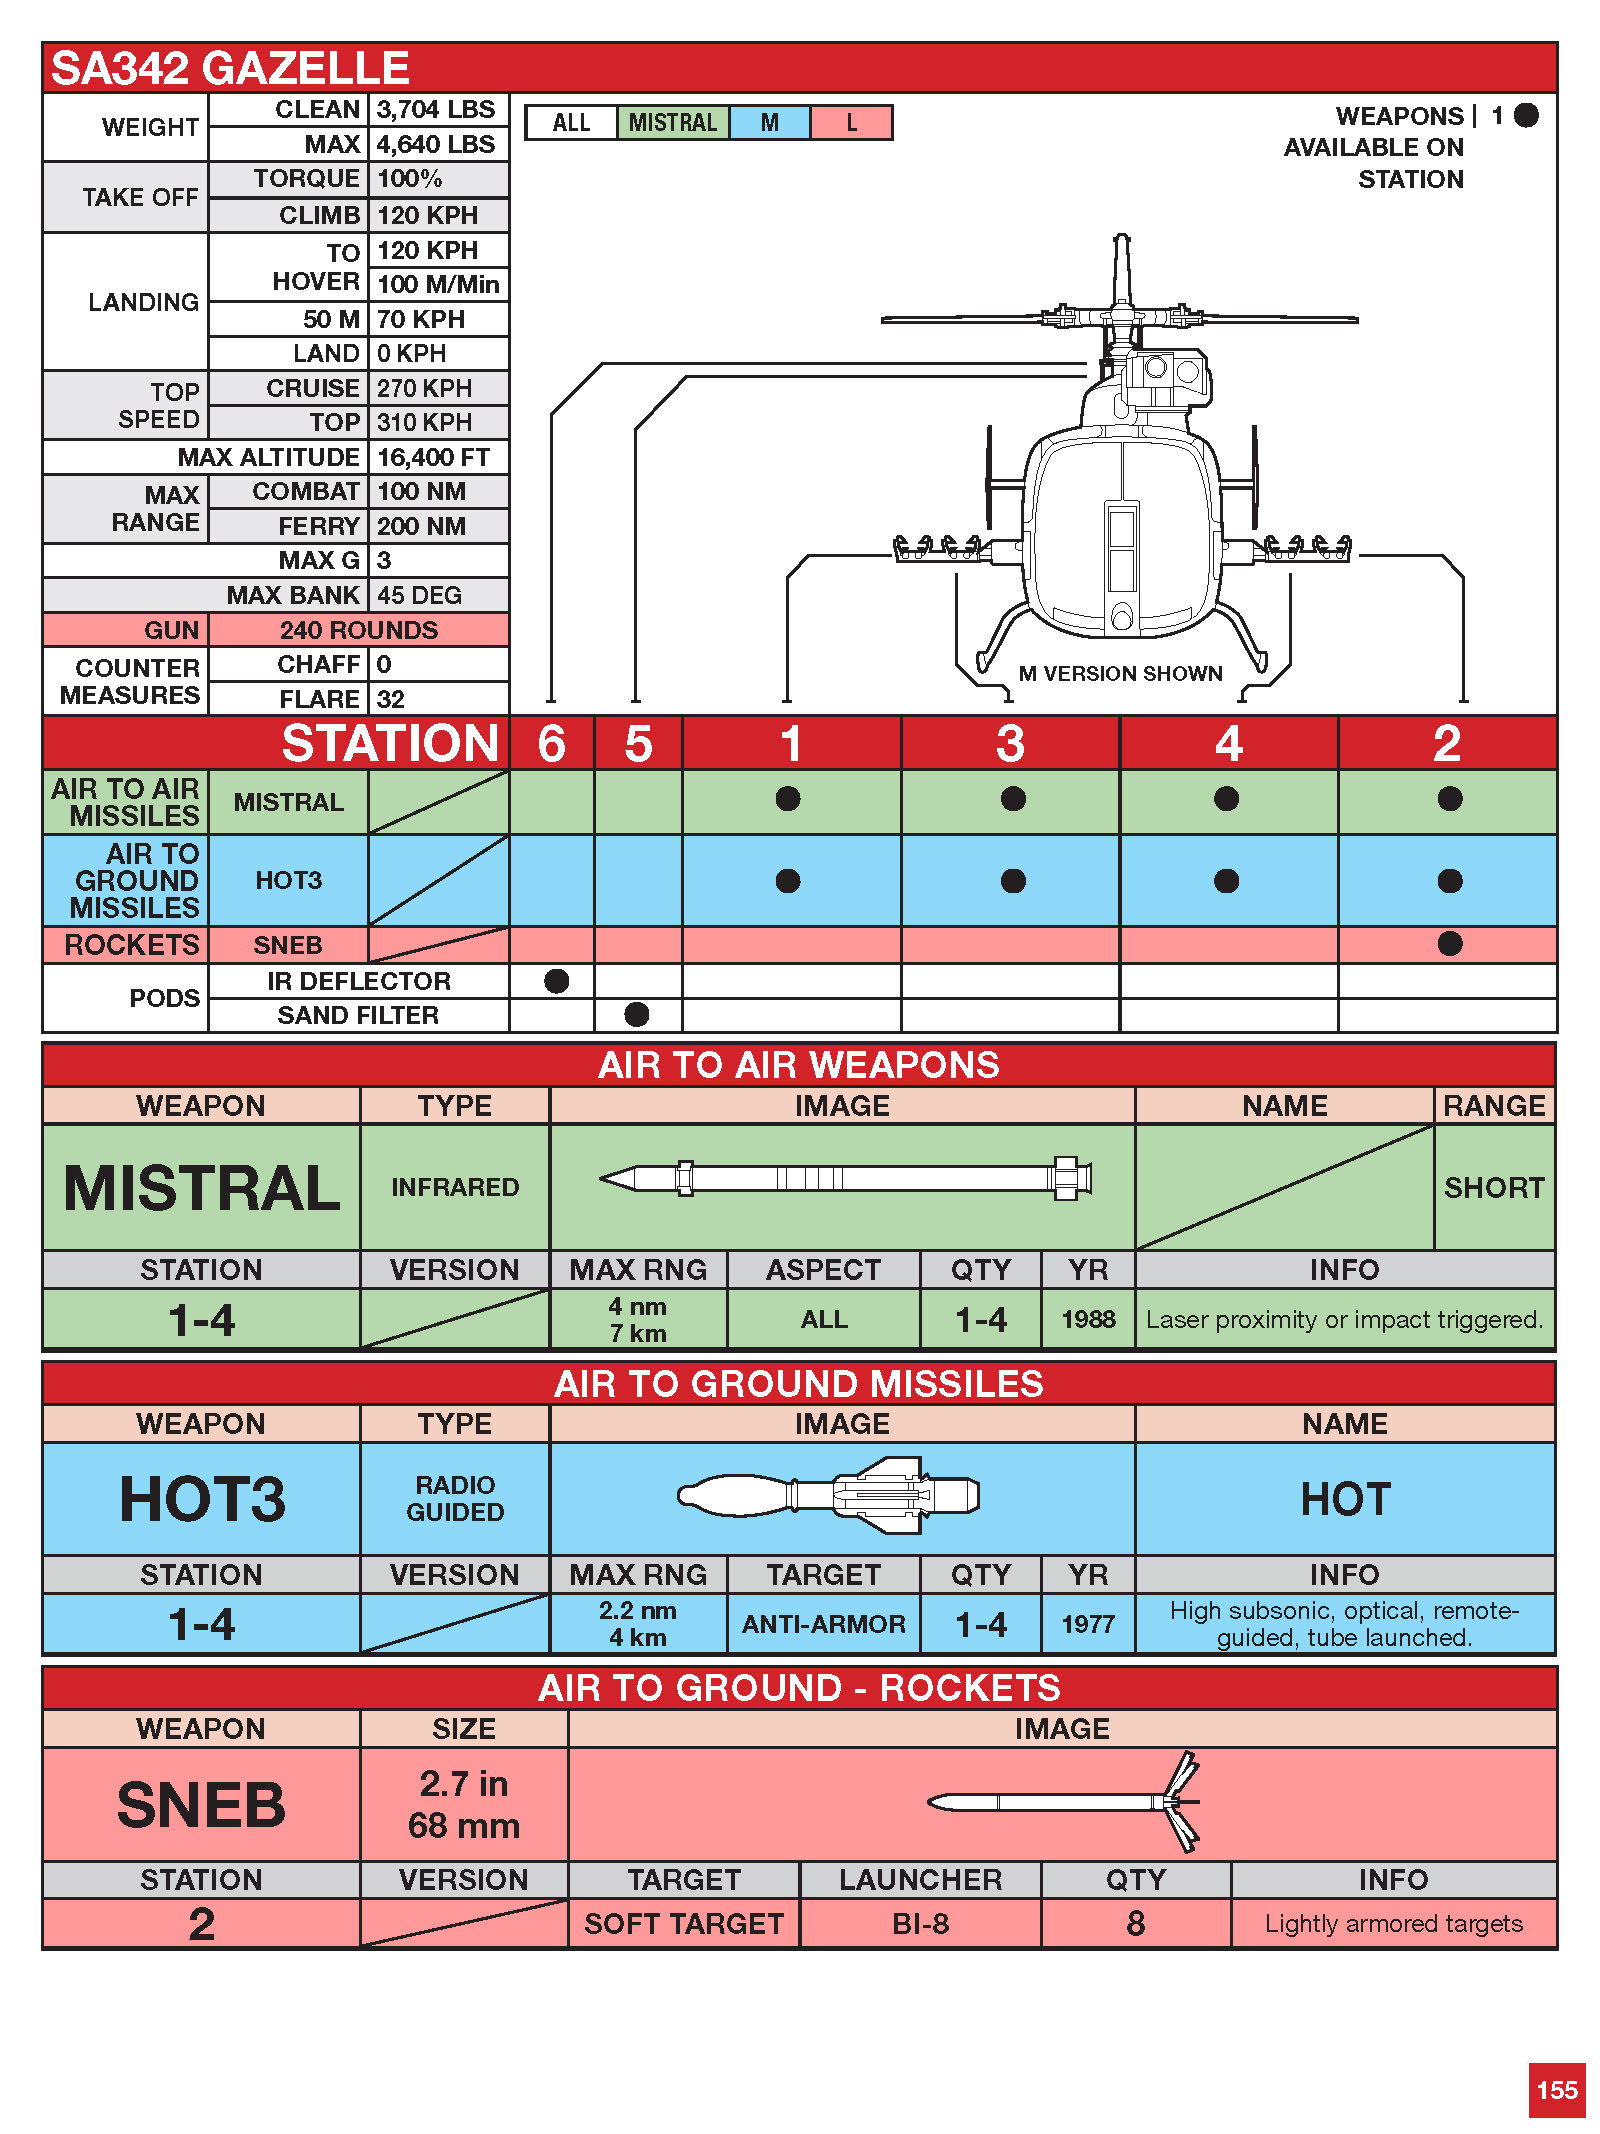 SA342 GAZELLE
WEIGHT CLEAN 3,704 LBS
MAX 4,640 LBS
TAKE OFF TORQUE 100%
CLIMB 120 KPH
LANDING TO HOVER 120 KPH
100 M/Min
50 M 70 KPH
LAND 0 KPH
TOP SPEED CRUISE 270 KPH
TOP 310 KPH
MAX ALTITUDE 16,400 FT
MAX RANGE COMBAT 100 NM
FERRY 200 NM
MAX G 3
MAX BANK 45 DEG
GUN 240 ROUNDS
COUNTER MEASURES CHAFF 0
FLARE 32
ALL MISTRAL M L
WEAPONS 1
AVAILABLE ON
STATION
M VERSION SHOWN
STATION 6 5 1 3 4 2
AIR TO AIR
MISSILES
MISTRAL
AIR TO
GROUND
MISSILES
HOT3
ROCKETS SNEB
PODS
IR DEFLECTOR
SAND FILTER
AIR TO AIR WEAPONS
WEAPON TYPE IMAGE NAME RANGE
MISTRAL INFRARED SHORT
STATION VERSION MAX RNG ASPECT QTY YR INFO
1-4 4 nm
7 km ALL 1-4 1988 Laser proximity or impact triggered.
AIR TO GROUND MISSILES
WEAPON TYPE IMAGE NAME
HOT3 RADIO
GUIDED HOT
STATION VERSION MAX RNG TARGET QTY YR INFO
1-4 2.2 nm
4 km ANTI-ARMOR 1-4 1977 High subsonic, optical, remote-
guided, tube launched.
AIR TO GROUND - ROCKETS
WEAPON SIZE IMAGE
SNEB 2.7 in
68 mm
STATION VERSION TARGET LAUNCHER QTY INFO
2 SOFT TARGET BI-8 8 Lightly armored targets
155